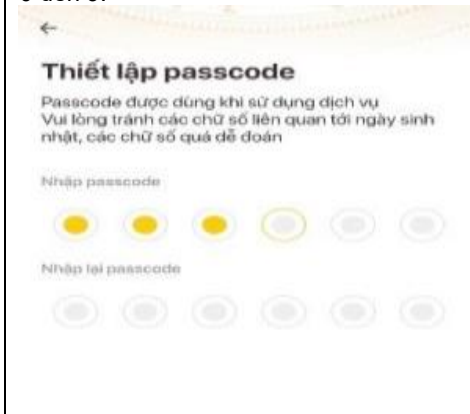 Thiết lập passcode
Passcode được dùng khi sử dụng dịch vụ
Vui lòng tránh các chữ số liên quan tới ngày sinh
nhật, các chữ số quá dễ đoán
Nhập passcode
Nhập lại passcode